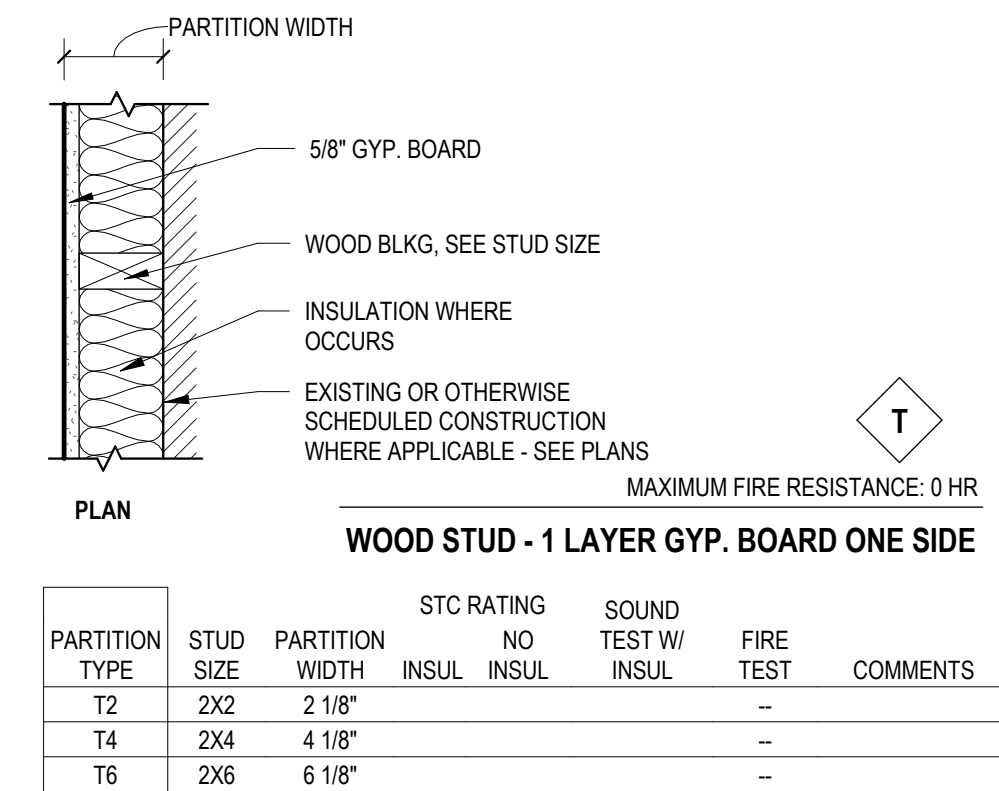 PARTITION WIDTH
5/8" GYP. BOARD
WOOD BLKG, SEE STUD SIZE
INSULATION WHERE
OCCURS
EXISTING OR OTHERWISE
SCHEDULED CONSTRUCTION
WHERE APPLICABLE - SEE PLANS
T
PLAN
MAXIMUM FIRE RESISTANCE: 0 HR
WOOD STUD - 1 LAYER GYP. BOARD ONE SIDE
STC RATING SOUND
PARTITION STUD PARTITION NO TEST W/ FIRE
TYPE SIZE WIDTH INSUL INSUL INSUL TEST COMMENTS
T2 2X2 2 1/8" --
T4 2X4 4 1/8" --
T6 2X6 6 1/8" --